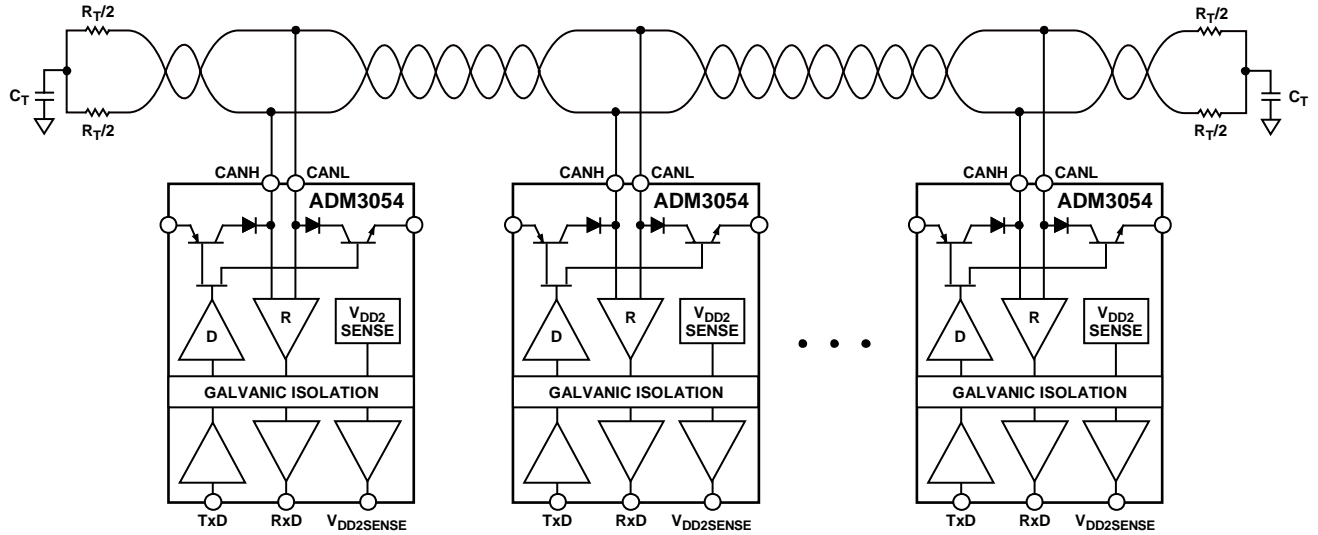 R_T/2
R_T/2
C_T
C_T
R_T/2
R_T/2
CANH CANL
ADM3054
D
R
V_DD2 SENSE
GALVANIC ISOLATION
TxD RxD V_DD2SENSE
CANH CANL
ADM3054
D
R
V_DD2 SENSE
GALVANIC ISOLATION
TxD RxD V_DD2SENSE
CANH CANL
ADM3054
D
R
V_DD2 SENSE
GALVANIC ISOLATION
TxD RxD V_DD2SENSE